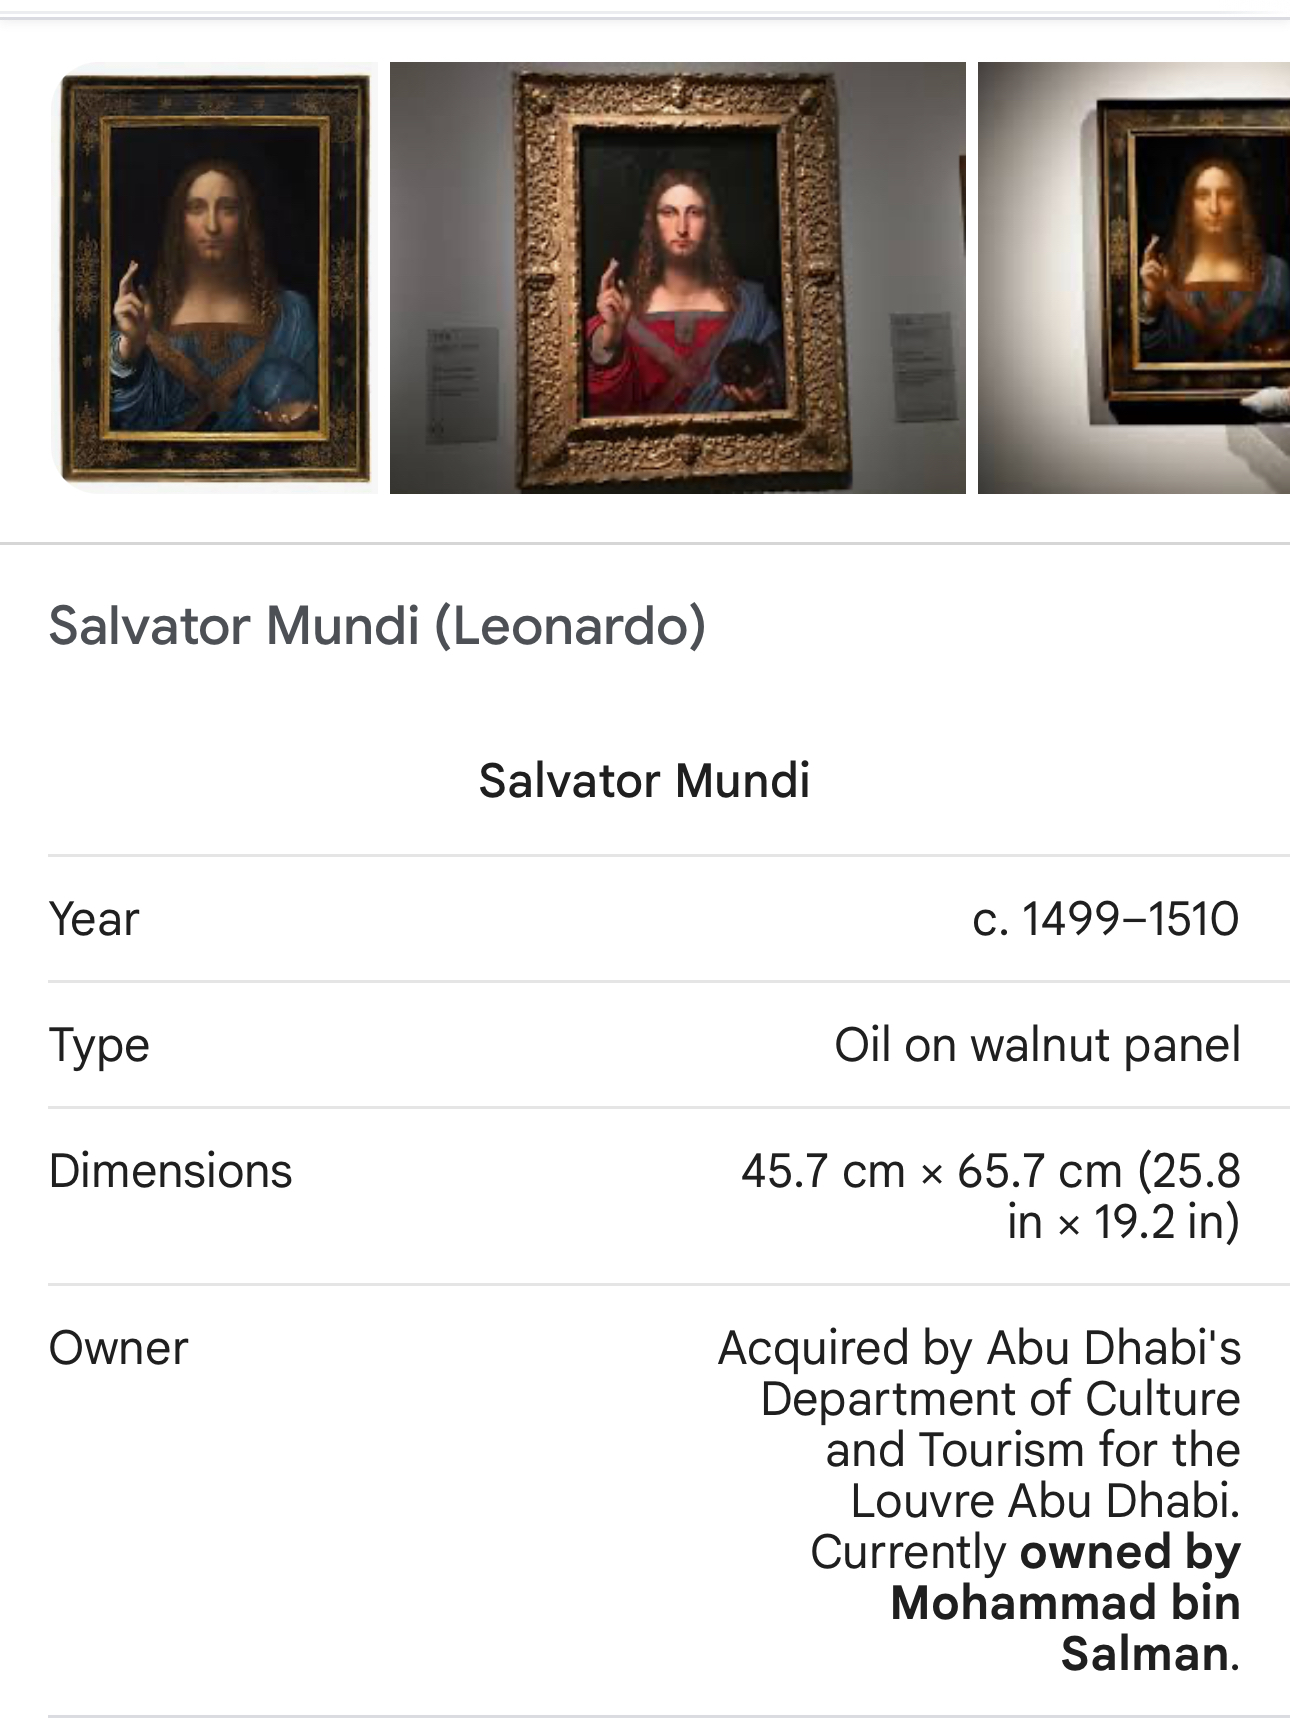 Salvator Mundi (Leonardo)
Salvator Mundi
Year
c. 1499–1510
Type
Oil on walnut panel
Dimensions
45.7 cm × 65.7 cm (25.8
in × 19.2 in)
Owner
Acquired by Abu Dhabi's
Department of Culture
and Tourism for the
Louvre Abu Dhabi.
Currently owned by
Mohammad bin
Salman.